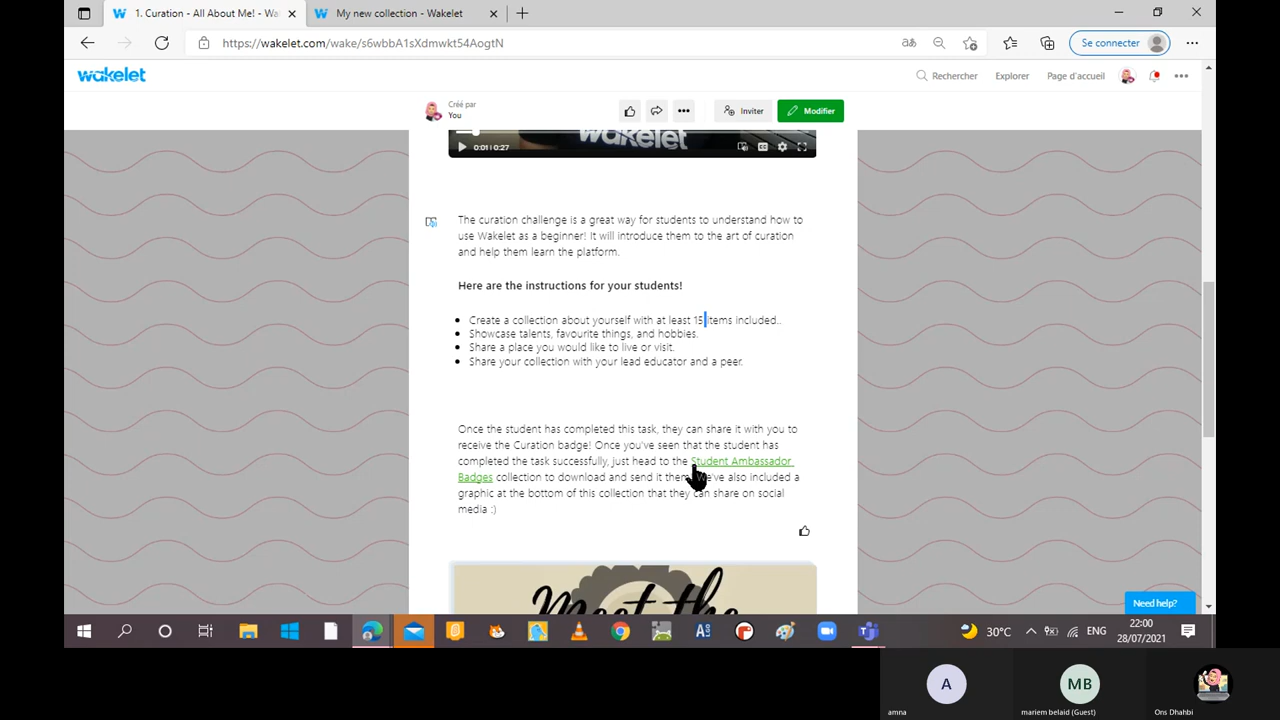 1. Curation - All About Me! - Wa
My new collection - Wakelet
https://wakelet.com/wake/s6wbbA1sXdmwkt54AogtN
Se connecter
wakelet
Rechercher
Explorer
Page d'accueil
Créé par
You
Inviter
Modifier
wakelet
0:01 | 0:27
The curation challenge is a great way for students to understand how to
use Wakelet as a beginner! It will introduce them to the art of curation
and help them learn the platform.
Here are the instructions for your students!
Create a collection about yourself with at least 15 items included..
Showcase talents, favourite things, and hobbies.
Share a place you would like to live or visit.
Share your collection with your lead educator and a peer.
Once the student has completed this task, they can share it with you to
receive the Curation badge! Once you've seen that the student has
completed the task successfully, just head to the Student Ambassador
Badges collection to download and send it them. We've also included a
graphic at the bottom of this collection that they can share on social
media :)
Meet the
Need help?
30°C
ENG
22:00
28/07/2021
A
amna
MB
mariem belaid (Guest)
Ons Dhahbi